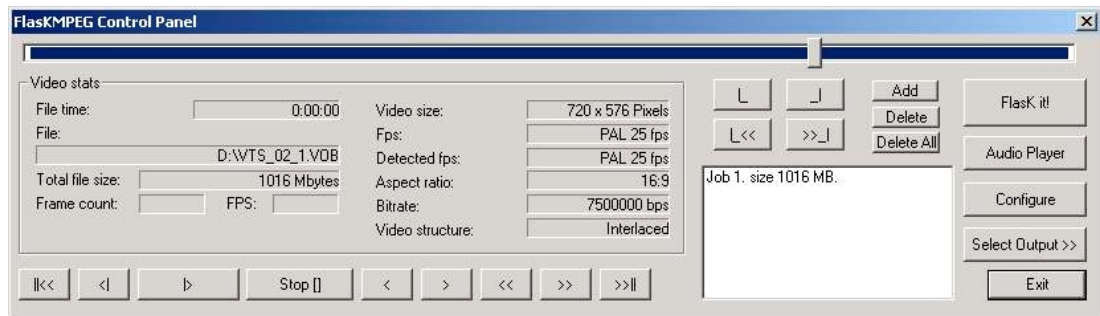 FlasKMPEG Control Panel
Video stats
File time: 0:00:00
File:
D:\WTS_02_1.VOB
Total file size: 1016 Mbytes
Frame count: FPS:
Video size: 720 x 576 Pixels
Fps: PAL 25 fps
Detected fps: PAL 25 fps
Aspect ratio: 16:9
Bitrate: 7500000 bps
Video structure: Interlaced
||<< <| |> Stop [] < > << >> >>||
L _| Add
Delete
L<< >>_| Delete All
Job 1. size 1016 MB.
FlasK it!
Audio Player
Configure
Select Output >>
Exit